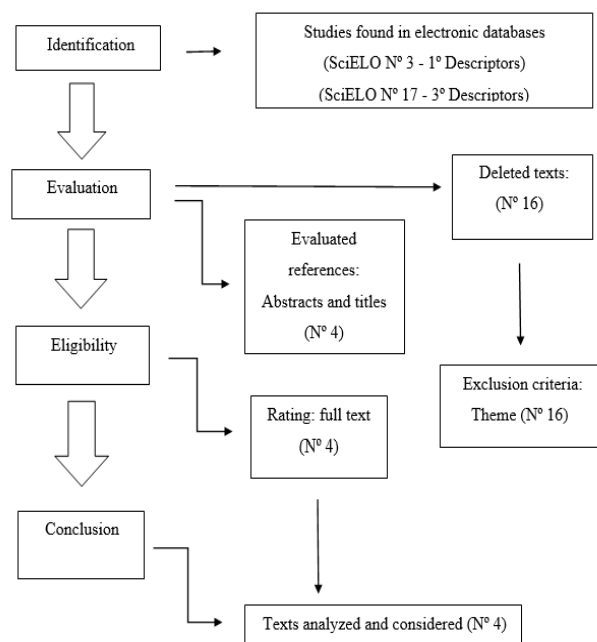 Identification
Studies found in electronic databases
(SciELO Nº 3 - 1º Descriptors)
(SciELO Nº 17 - 3º Descriptors)
Evaluation
Deleted texts:
(Nº 16)
Evaluated
references:
Abstracts and titles
(Nº 4)
Eligibility
Exclusion criteria:
Theme (Nº 16)
Rating: full text
(Nº 4)
Conclusion
Texts analyzed and considered (Nº 4)